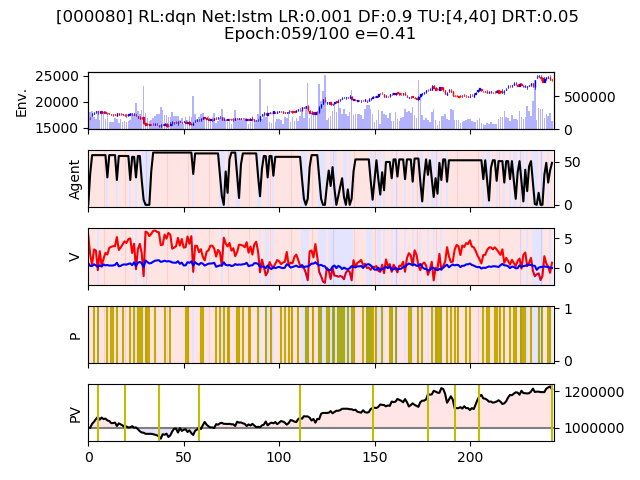 [000080] RL:dqn Net:lstm LR:0.001 DF:0.9 TU:[4,40] DRT:0.05
Epoch:059/100 e=0.41
Env.
25000
20000
15000
500000
0
Agent
50
0
V
5
0
P
1
0
PV
1200000
1000000
0 50 100 150 200